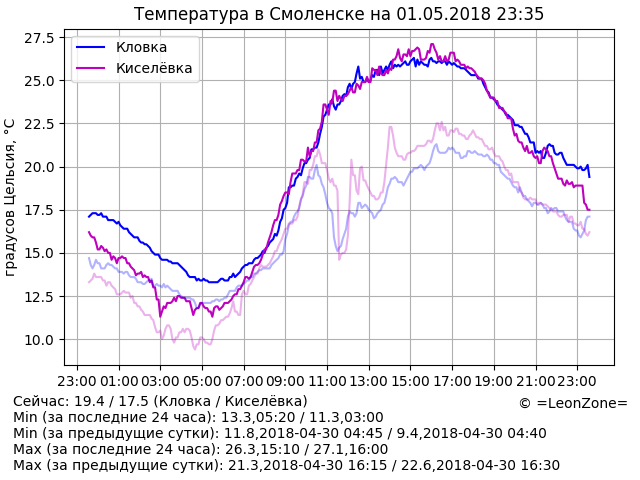 Температура в Смоленске на 01.05.2018 23:35
градусов Цельсия, °C
27.5
25.0
22.5
20.0
17.5
15.0
12.5
10.0
Кловка
Киселёвка
23:00 01:00 03:00 05:00 07:00 09:00 11:00 13:00 15:00 17:00 19:00 21:00 23:00
Сейчас: 19.4 / 17.5 (Кловка / Киселёвка)
© =LeonZone=
Min (за последние 24 часа): 13.3,05:20 / 11.3,03:00
Min (за предыдущие сутки): 11.8,2018-04-30 04:45 / 9.4,2018-04-30 04:40
Max (за последние 24 часа): 26.3,15:10 / 27.1,16:00
Max (за предыдущие сутки): 21.3,2018-04-30 16:15 / 22.6,2018-04-30 16:30